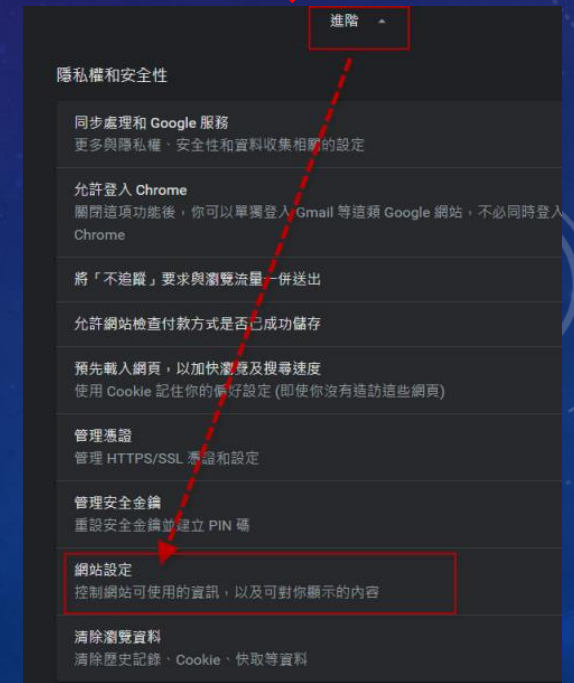 進階
隱私權和安全性
同步處理和 Google 服務
更多與隱私權、安全性和資料收集相關的設定
允許登入 Chrome
關閉這項功能後，你可以單獨登入 Gmail 等這類 Google 網站，不必同時登入
Chrome
將「不追蹤」要求與瀏覽流量一併送出
允許網站檢查付款方式是否已成功儲存
預先載入網頁，以加快瀏覽及搜尋速度
使用 Cookie 記住你的偏好設定 (即使你沒有造訪這些網頁)
管理憑證
管理 HTTPS/SSL 憑證和設定
管理安全金鑰
重設安全金鑰並建立 PIN 碼
網站設定
控制網站可使用的資訊，以及可對你顯示的內容
清除瀏覽資料
清除歷史記錄、Cookie、快取等資料